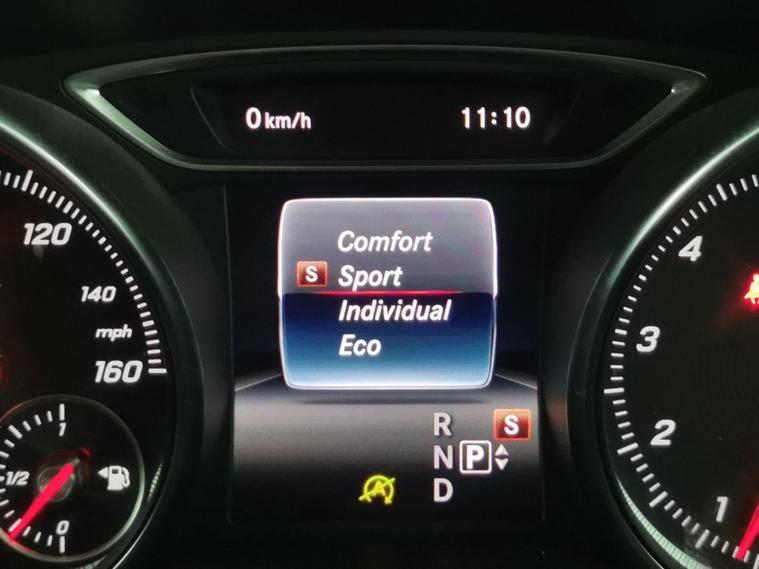 0 km/h 11:10
120
140
mph
160
Comfort
S Sport
Individual
Eco
R S
N P
D
1
1/2
0
4
3
2
1